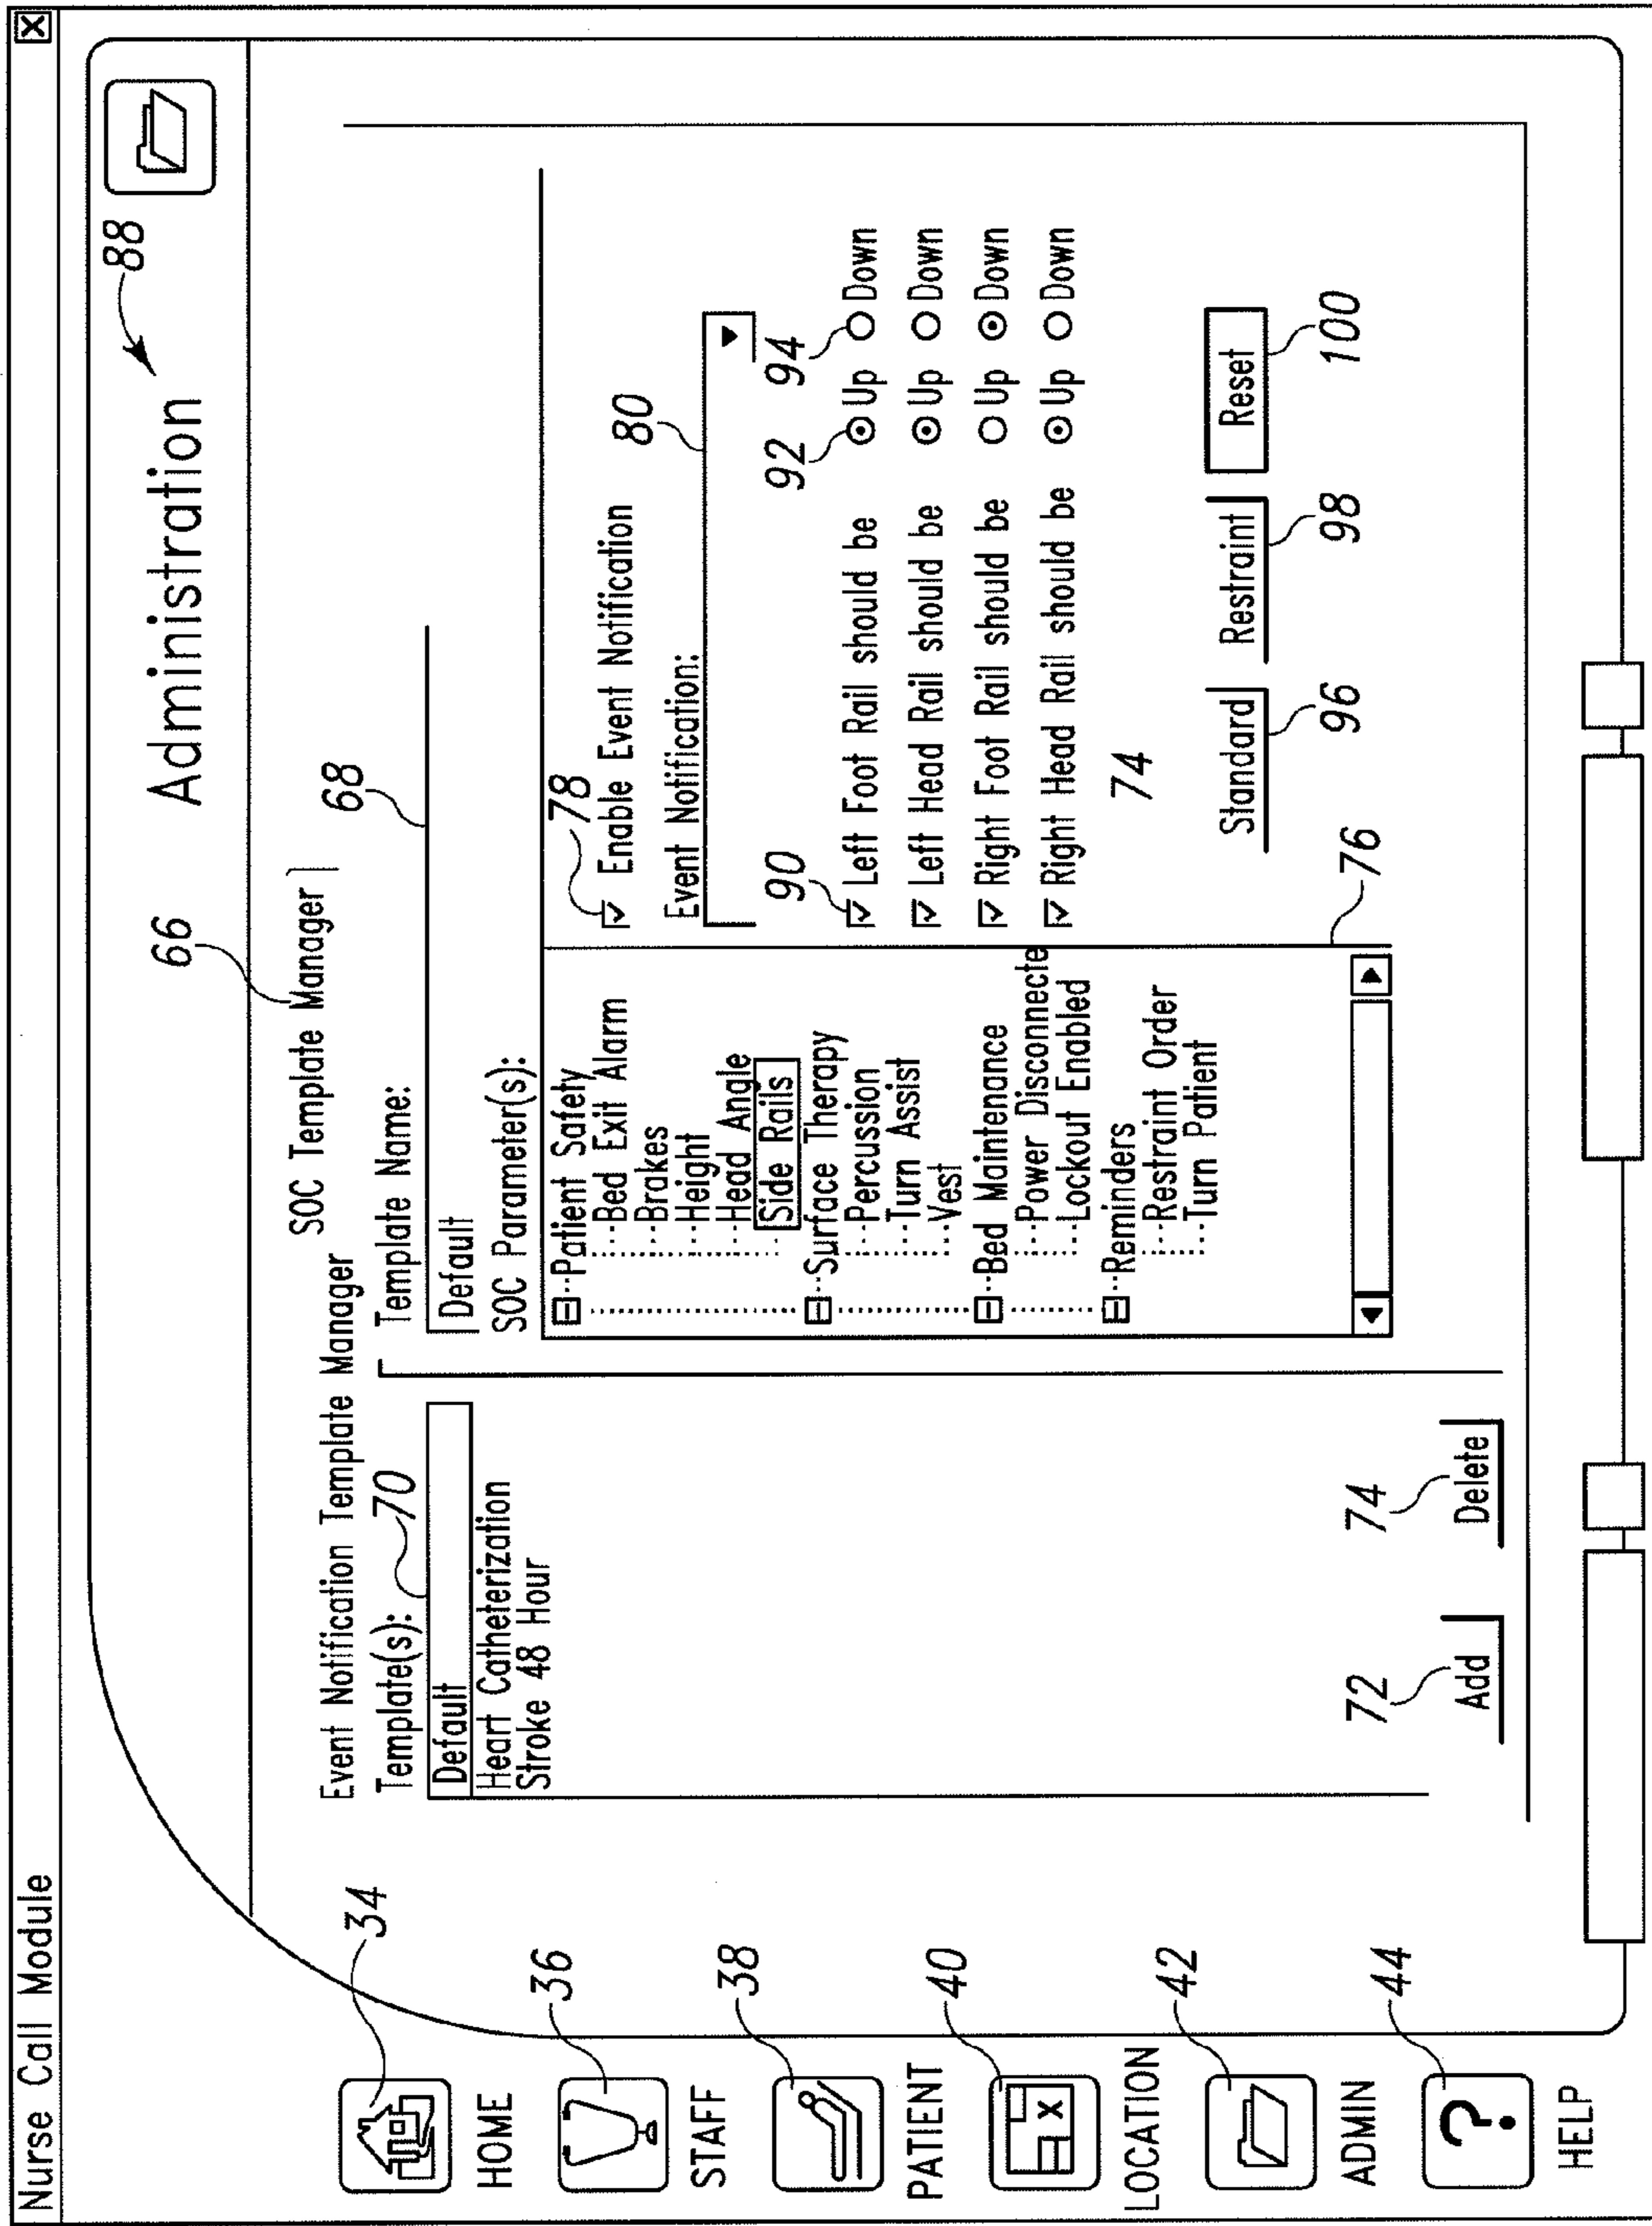 Nurse Call Module
X
Administration
88
66
SOC Template Manager
Event Notification Template Manager
34
HOME
36
STAFF
38
PATIENT
40
X
LOCATION
42
ADMIN
44
?
HELP
Template(s):
70
Default
Heart Catheterization
Stroke 48 Hour
72
Add
74
Delete
Template Name:
68
Default
SOC Parameter(s):
Patient Safety
Bed Exit Alarm
Brakes
Height
Head Angle
Side Rails
Surface Therapy
Percussion
Turn Assist
Vest
Bed Maintenance
Power Disconnecte
Lockout Enabled
Reminders
Restraint Order
Turn Patient
76
78
Enable Event Notification
Event Notification:
80
90
92
94
Left Foot Rail should be Up Down
Left Head Rail should be Up Down
Right Foot Rail should be Up Down
Right Head Rail should be Up Down
74
Standard Restraint Reset
96 98 100